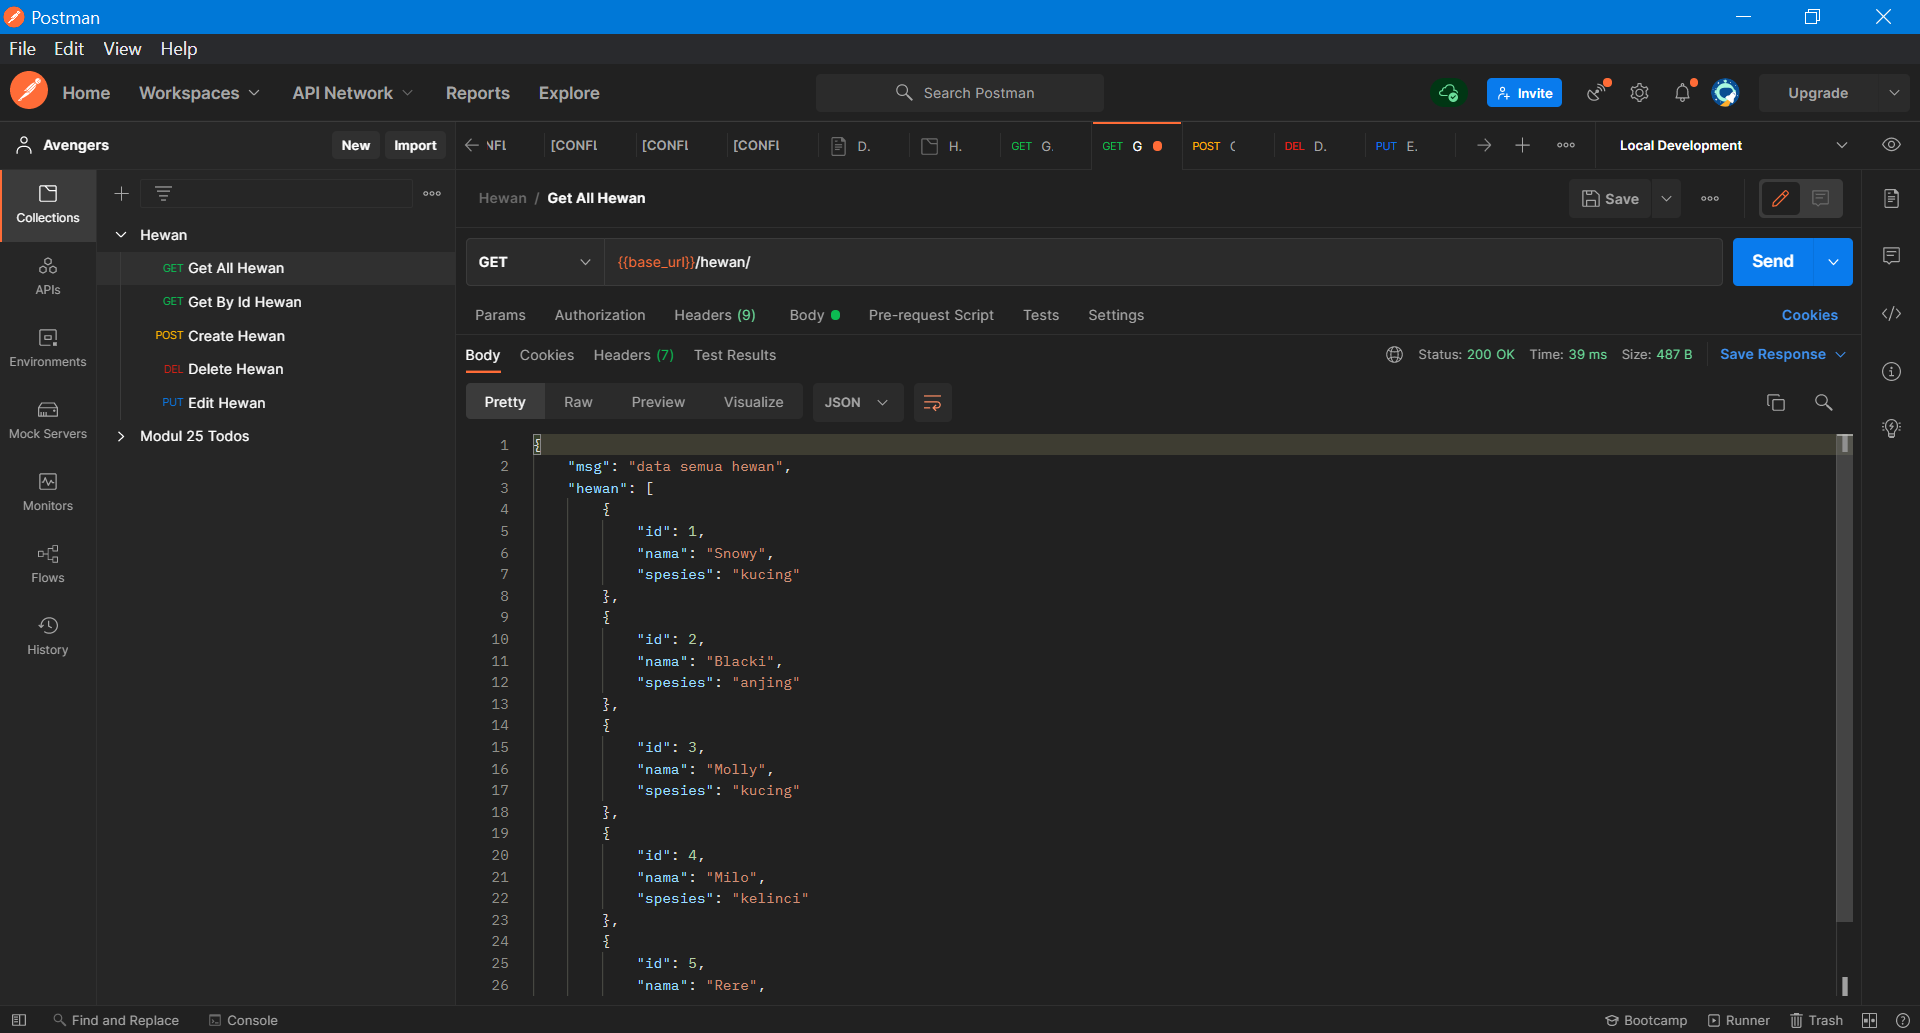 Postman
File Edit View Help
Home Workspaces API Network Reports Explore Search Postman Invite Upgrade
Avengers New Import NFL [CONFL [CONFL [CONFL D. H. GET G. GET G POST C DEL D. PUT E. Local Development
Collections
Hewan / Get All Hewan Save
Hewan
GET Get All Hewan
GET {{base_url}}/hewan/ Send
APIs
GET Get By Id Hewan
Params Authorization Headers (9) Body Pre-request Script Tests Settings Cookies
POST Create Hewan
Environments
Body Cookies Headers (7) Test Results Status: 200 OK Time: 39 ms Size: 487 B Save Response
DEL Delete Hewan
PUT Edit Hewan
Pretty Raw Preview Visualize JSON
Mock Servers
Modul 25 Todos
Monitors
Flows
History
1 {
2 "msg": "data semua hewan",
3 "hewan": [
4 {
5 "id": 1,
6 "nama": "Snowy",
7 "spesies": "kucing"
8 },
9 {
10 "id": 2,
11 "nama": "Blacki",
12 "spesies": "anjing"
13 },
14 {
15 "id": 3,
16 "nama": "Molly",
17 "spesies": "kucing"
18 },
19 {
20 "id": 4,
21 "nama": "Milo",
22 "spesies": "kelinci"
23 },
24 {
25 "id": 5,
26 "nama": "Rere",
Find and Replace Console Bootcamp Runner Trash